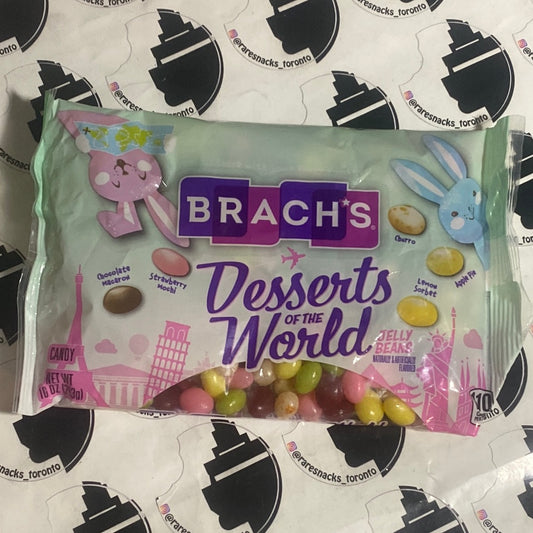 @raresnacks_toronto
@raresnacks_toronto
@raresnacks_toronto
@raresnacks_toronto
BRACH'S
Churro
Chocolate
Macaron
Strawberry
Mochi
Lemon
Sorbet
Apple Pie
Desserts
OF THE
World
JELLY
BEANS
NATURALLY & ARTIFICIALLY
FLAVORED
CANDY
NET WT
10
@raresnacks_toronto
@raresnacks_toronto
@raresnacks_toronto